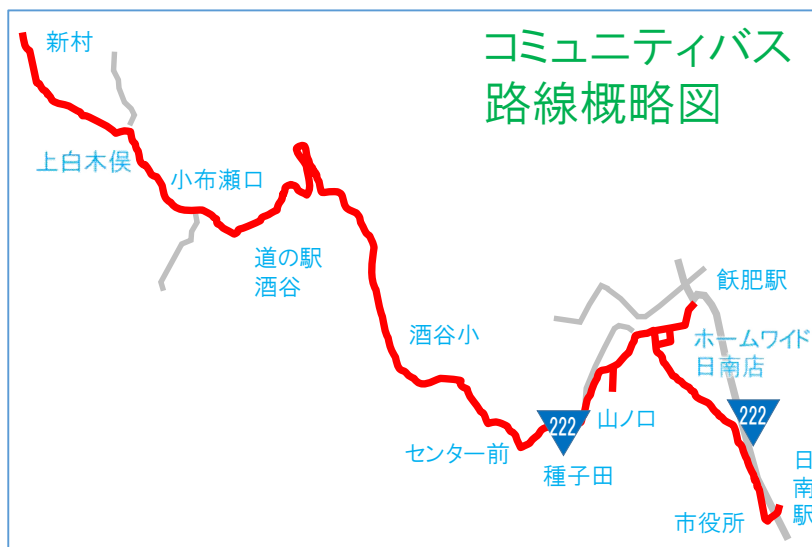 コミュニティバス
路線概略図
新村
上白木俣
小布瀬口
道の駅
酒谷
酒谷小
センター前
222
種子田
山ノ口
飫肥駅
ホームワイド
日南店
222
市役所
日
南
駅